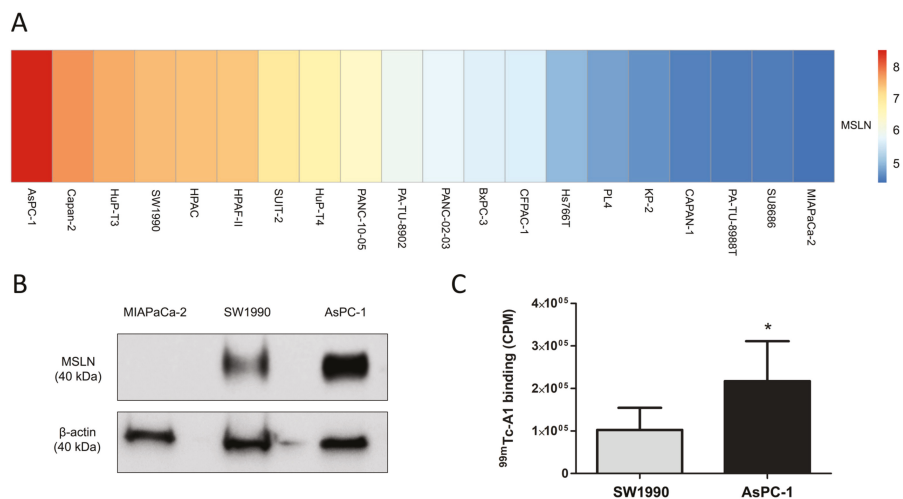 A
8
7
6
5
MSLN
AsPC-1
Capan-2
HuP-T3
SW1990
HPAC
HPAF-II
SUIT-2
HuP-T4
PANC-10-05
PA-TU-8902
PANC-02-03
BxPC-3
CFPAC-1
Hs766T
PL4
KP-2
CAPAN-1
PA-TU-8988T
SU8686
MIAPaCa-2
B
MIAPaCa-2 SW1990 AsPC-1
MSLN
(40 kDa)
β-actin
(40 kDa)
C
⁹⁹ᵐTc-A1 binding (CPM)
4×10⁰⁵
3×10⁰⁵
2×10⁰⁵
1×10⁰⁵
0
*
SW1990 AsPC-1